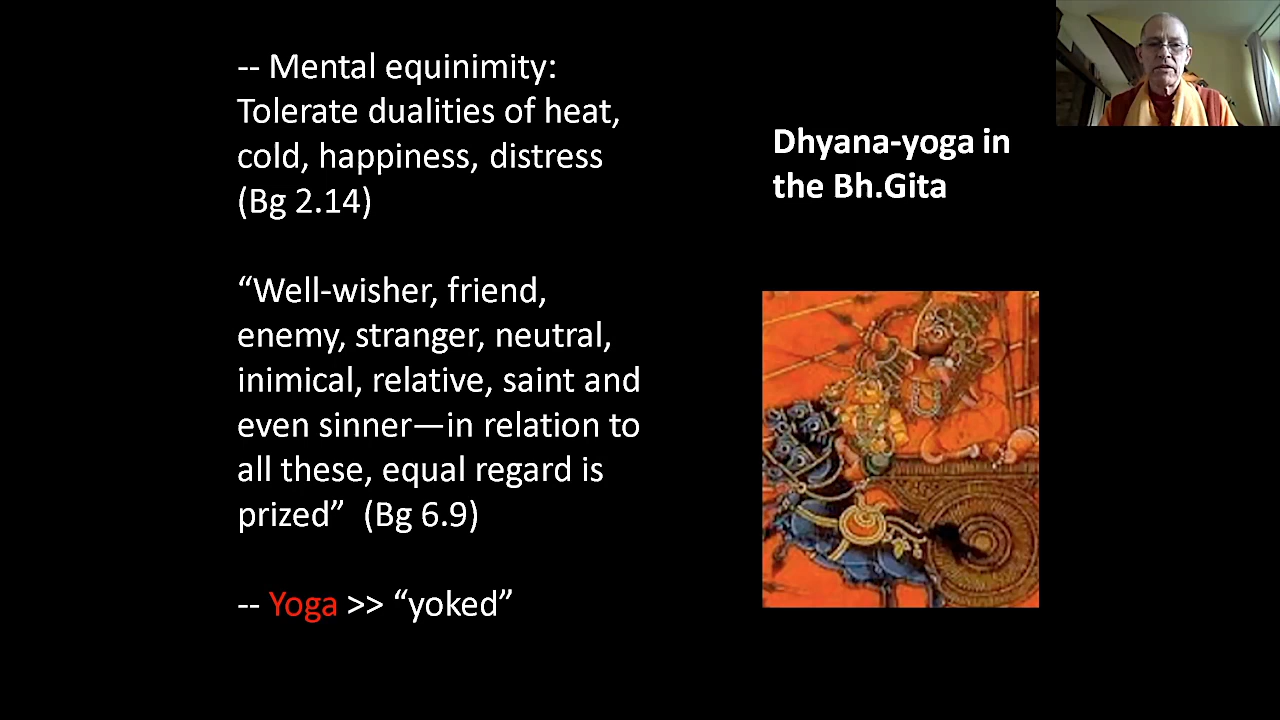 -- Mental equinimity:
Tolerate dualities of heat,
cold, happiness, distress
(Bg 2.14)
“Well-wisher, friend,
enemy, stranger, neutral,
inimical, relative, saint and
even sinner—in relation to
all these, equal regard is
prized”  (Bg 6.9)
-- Yoga >> “yoked”
Dhyana-yoga in
the Bh.Gita